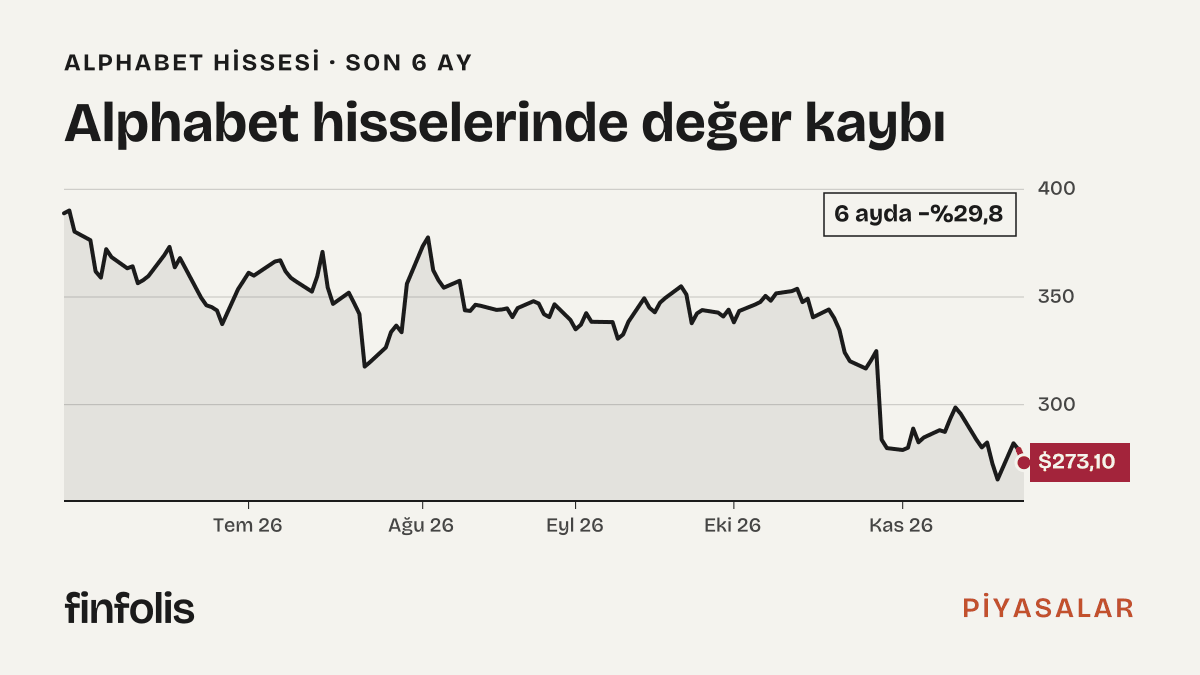 ALPHABET HİSSESİ · SON 6 AY
Alphabet hisselerinde değer kaybı
400
6 ayda −%29,8
350
300
$273,10
Tem 26 Ağu 26 Eyl 26 Eki 26 Kas 26
finfolis
PİYASALAR